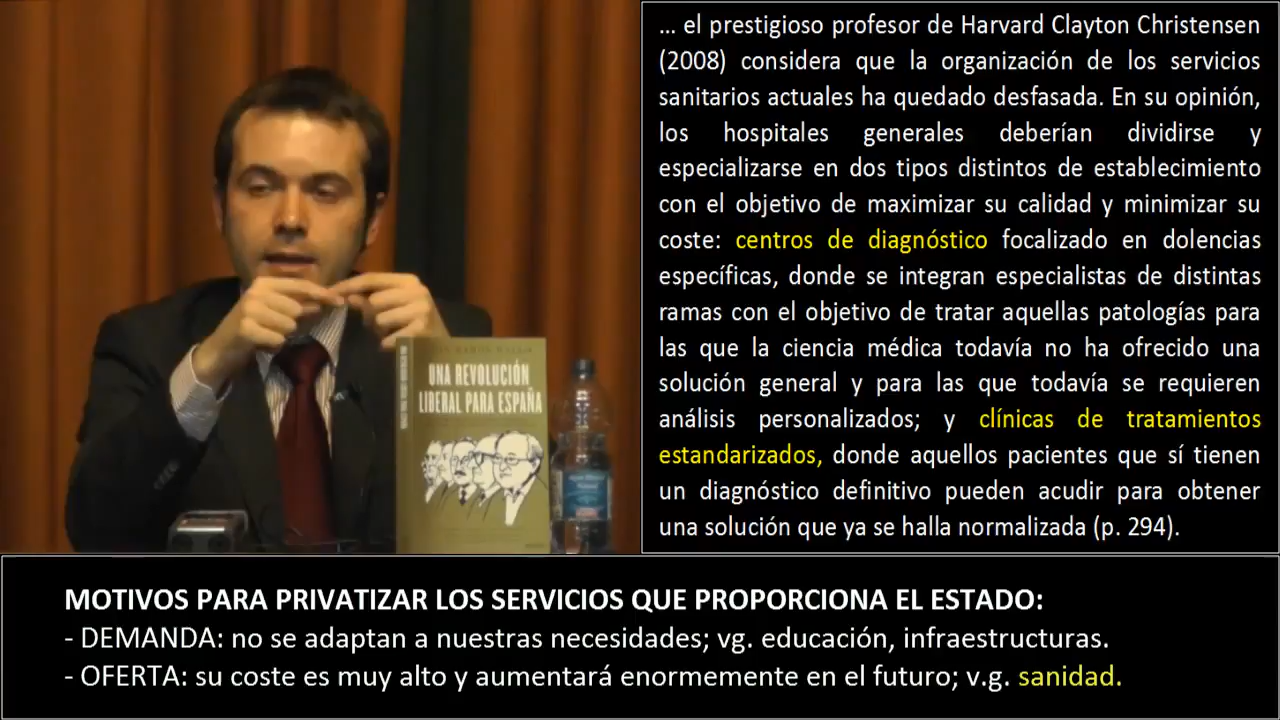 JUAN RAMÓN RALLO
UNA REVOLUCIÓN
LIBERAL PARA ESPAÑA
... el prestigioso profesor de Harvard Clayton Christensen
(2008) considera que la organización de los servicios
sanitarios actuales ha quedado desfasada. En su opinión,
los hospitales generales deberían dividirse y
especializarse en dos tipos distintos de establecimiento
con el objetivo de maximizar su calidad y minimizar su
coste: centros de diagnóstico focalizado en dolencias
específicas, donde se integran especialistas de distintas
ramas con el objetivo de tratar aquellas patologías para
las que la ciencia médica todavía no ha ofrecido una
solución general y para las que todavía se requieren
análisis personalizados; y clínicas de tratamientos
estandarizados, donde aquellos pacientes que sí tienen
un diagnóstico definitivo pueden acudir para obtener
una solución que ya se halla normalizada (p. 294).
MOTIVOS PARA PRIVATIZAR LOS SERVICIOS QUE PROPORCIONA EL ESTADO:
- DEMANDA: no se adaptan a nuestras necesidades; vg. educación, infraestructuras.
- OFERTA: su coste es muy alto y aumentará enormemente en el futuro; v.g. sanidad.